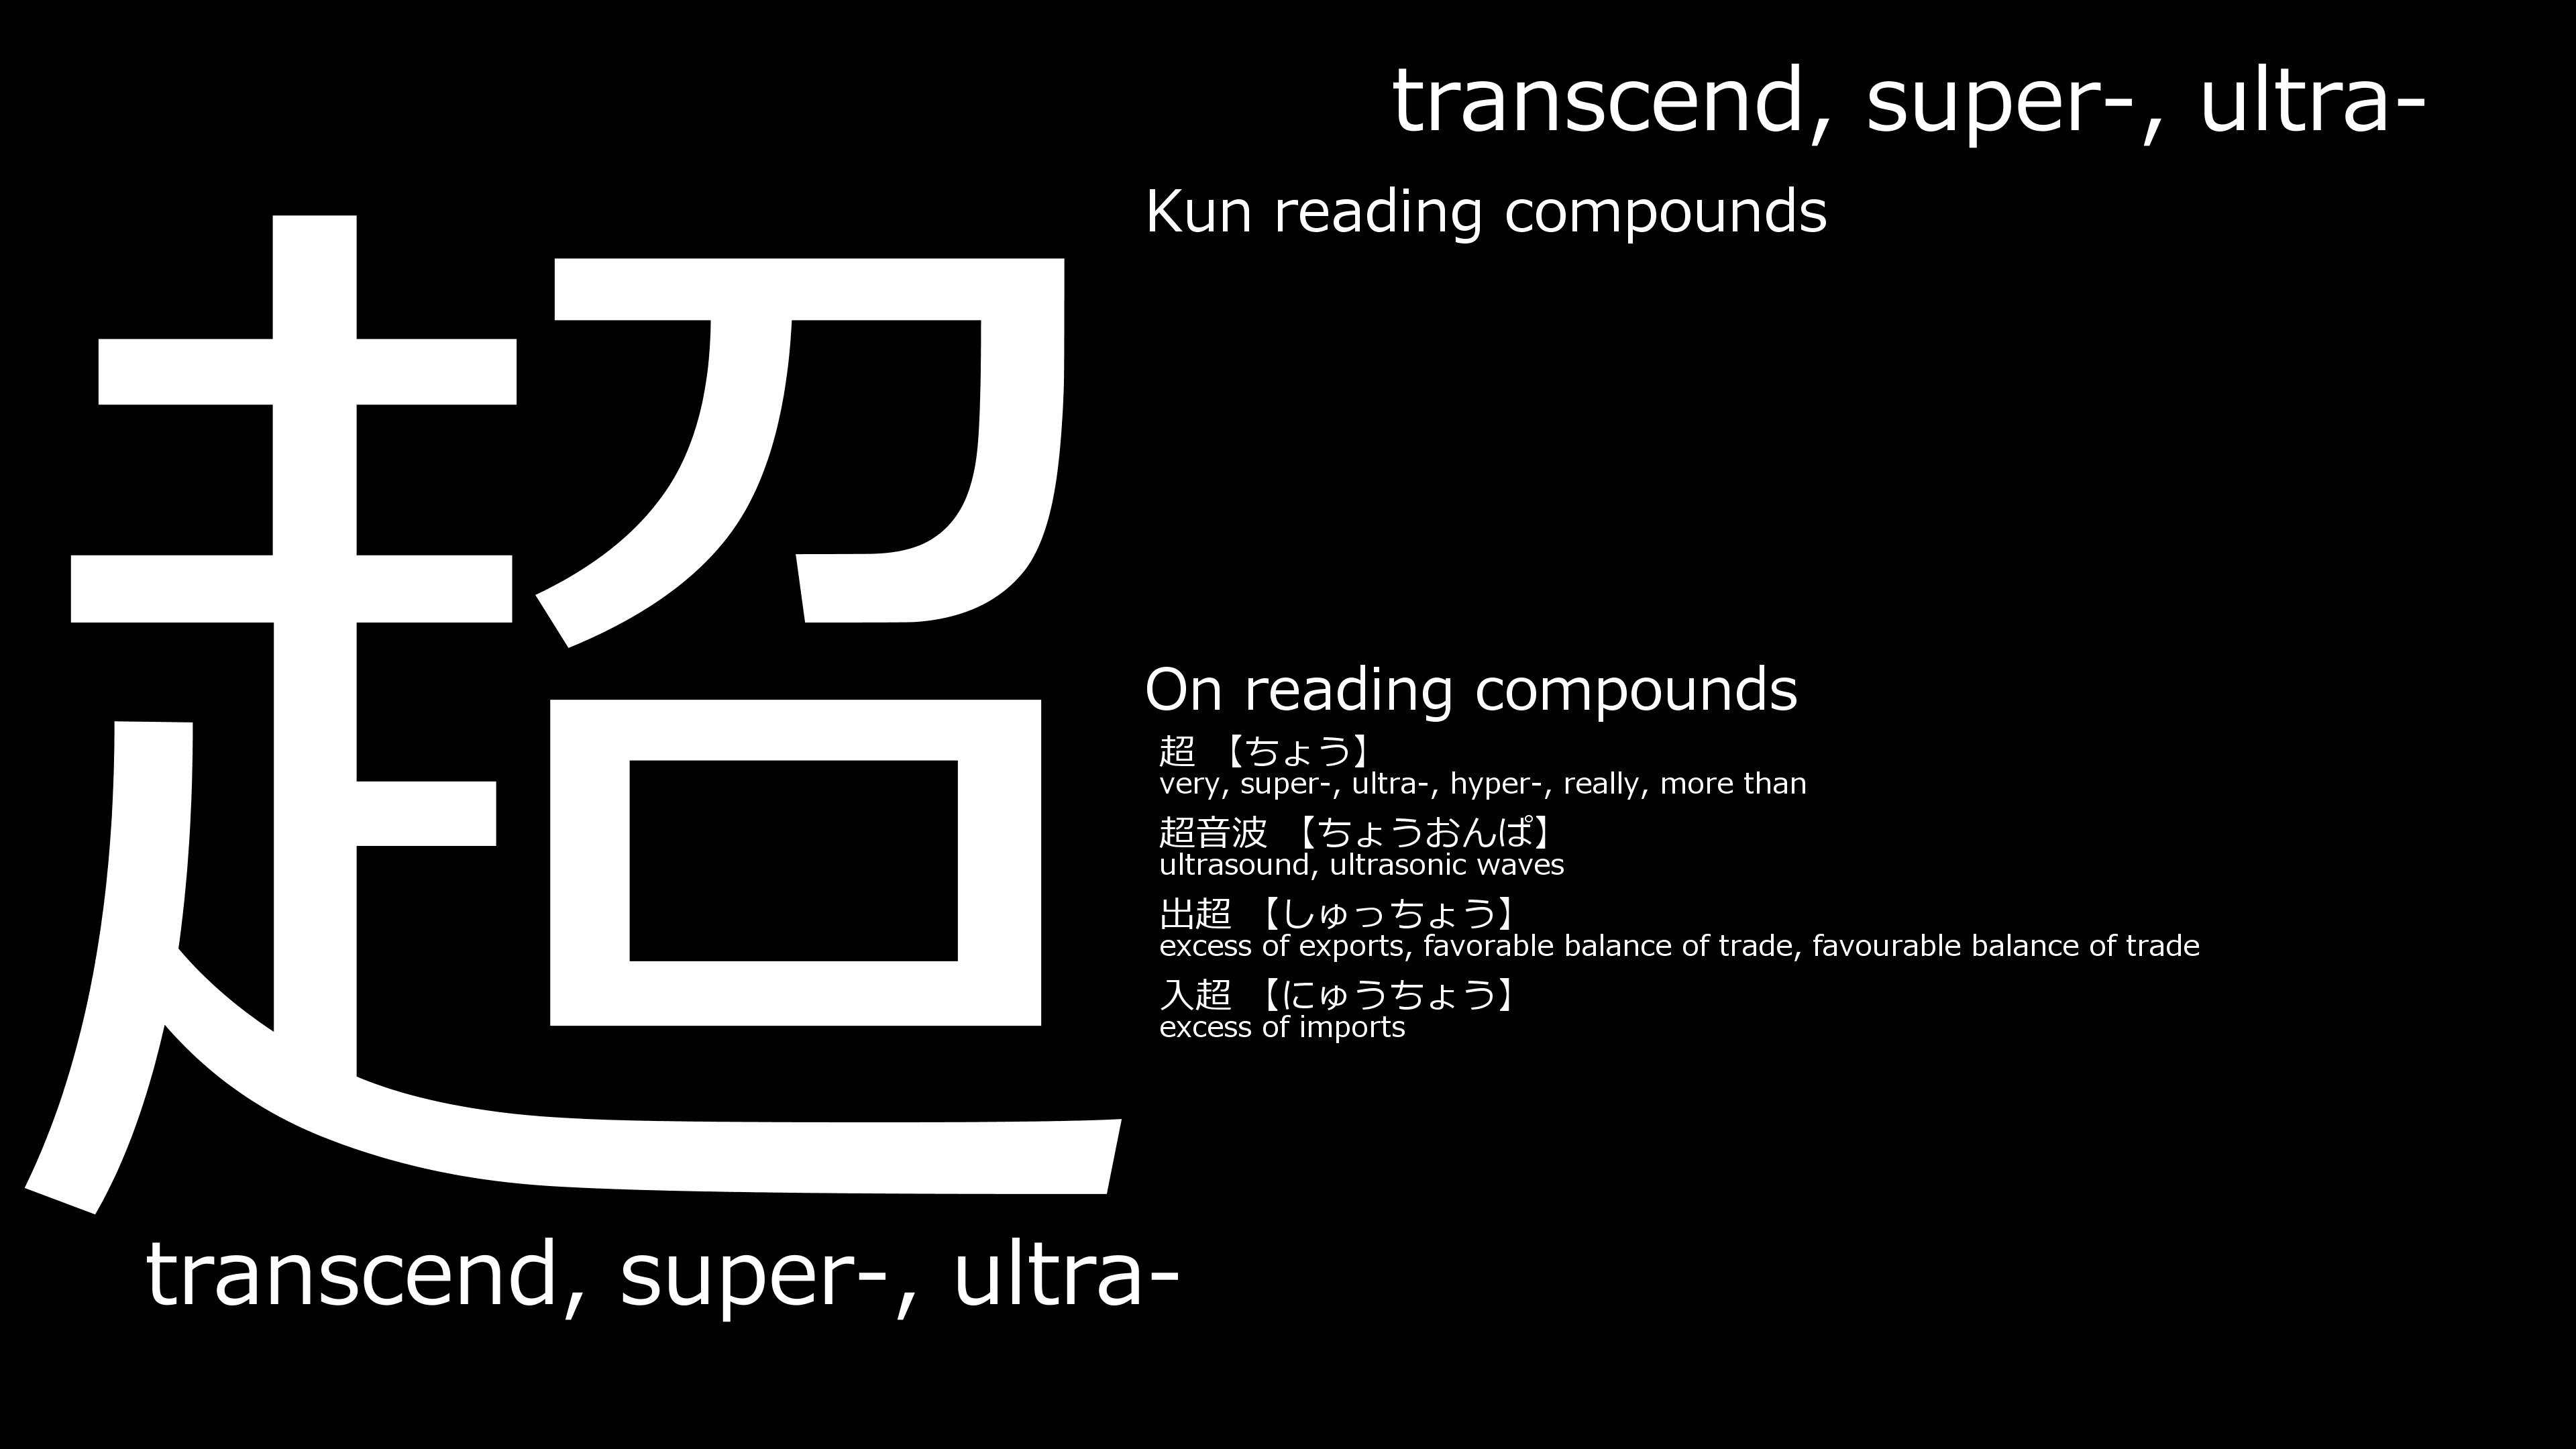 超
transcend, super-, ultra-
transcend, super-, ultra-
Kun reading compounds
On reading compounds
超 【ちょう】
very, super-, ultra-, hyper-, really, more than
超音波 【ちょうおんぱ】
ultrasound, ultrasonic waves
出超 【しゅっちょう】
excess of exports, favorable balance of trade, favourable balance of trade
入超 【にゅうちょう】
excess of imports